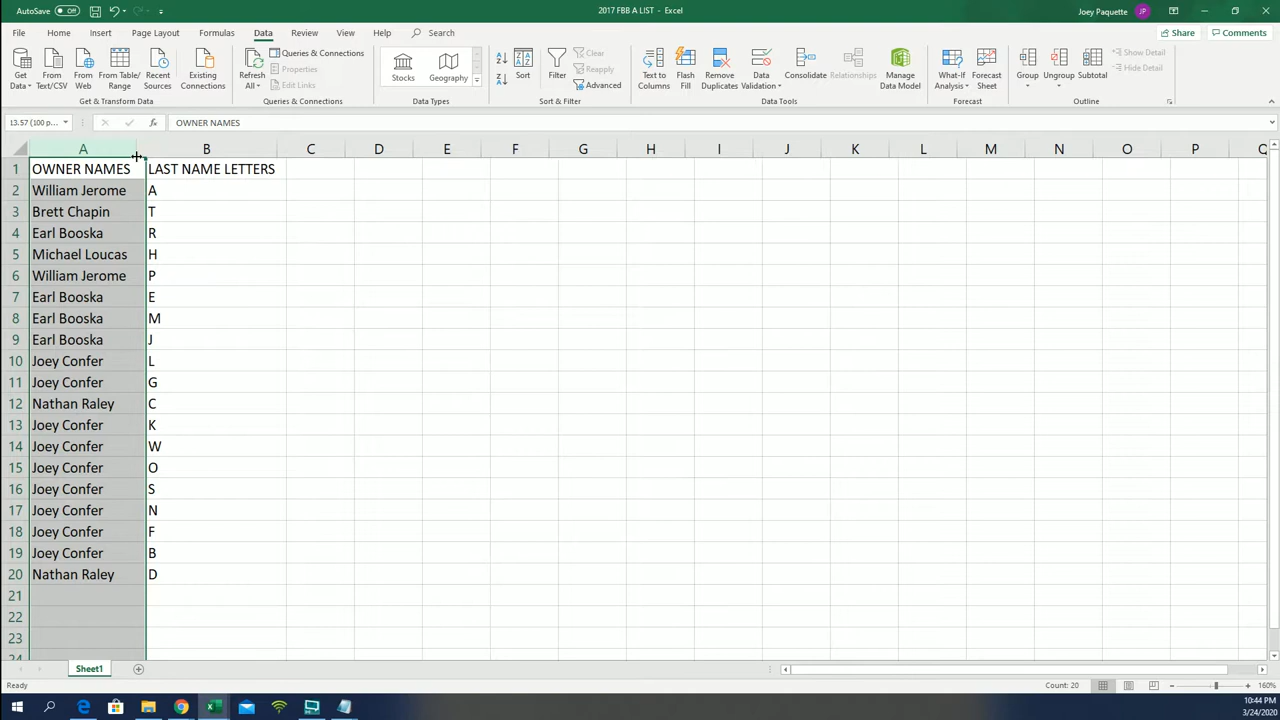 AutoSave Off 2017 FBB A LIST - Excel Joey Paquette JP
File Home Insert Page Layout Formulas Data Review View Help Search Share Comments
Get Data From Text/CSV From Web From Table/Range Recent Sources Existing Connections
Get & Transform Data
Refresh All Queries & Connections
Properties
Edit Links
Queries & Connections
Stocks Geography
Data Types
Sort Filter Clear
Reapply
Advanced
Sort & Filter
Text to Columns Flash Fill Remove Duplicates Data Validation Consolidate Relationships Manage Data Model
Data Tools
What-If Analysis Forecast Sheet
Forecast
Group Ungroup Subtotal Show Detail
Hide Detail
Outline
13.57 (100 p... fx OWNER NAMES
A B C D E F G H I J K L M N O P Q
1 OWNER NAMES LAST NAME LETTERS
2 William Jerome A
3 Brett Chapin T
4 Earl Booska R
5 Michael Loucas H
6 William Jerome P
7 Earl Booska E
8 Earl Booska M
9 Earl Booska J
10 Joey Confer L
11 Joey Confer G
12 Nathan Raley C
13 Joey Confer K
14 Joey Confer W
15 Joey Confer O
16 Joey Confer S
17 Joey Confer N
18 Joey Confer F
19 Joey Confer B
20 Nathan Raley D
21
22
23
24
Sheet1
Ready Count: 20 160%
10:44 PM
3/24/2020